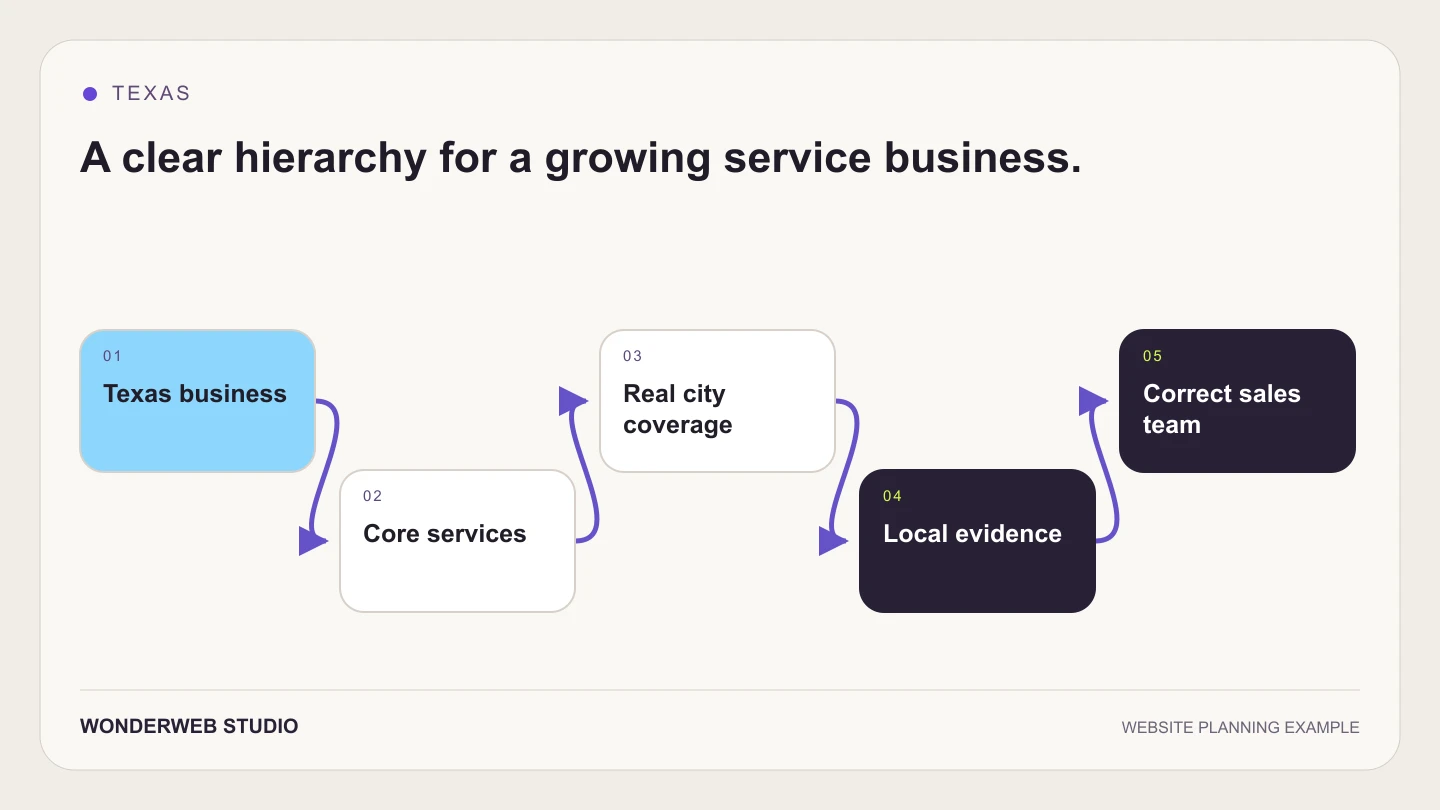 TEXAS
A clear hierarchy for a growing service business.
01
Texas business
02
Core services
03
Real city
coverage
04
Local evidence
05
Correct sales
team
WONDERWEB STUDIO
WEBSITE PLANNING EXAMPLE